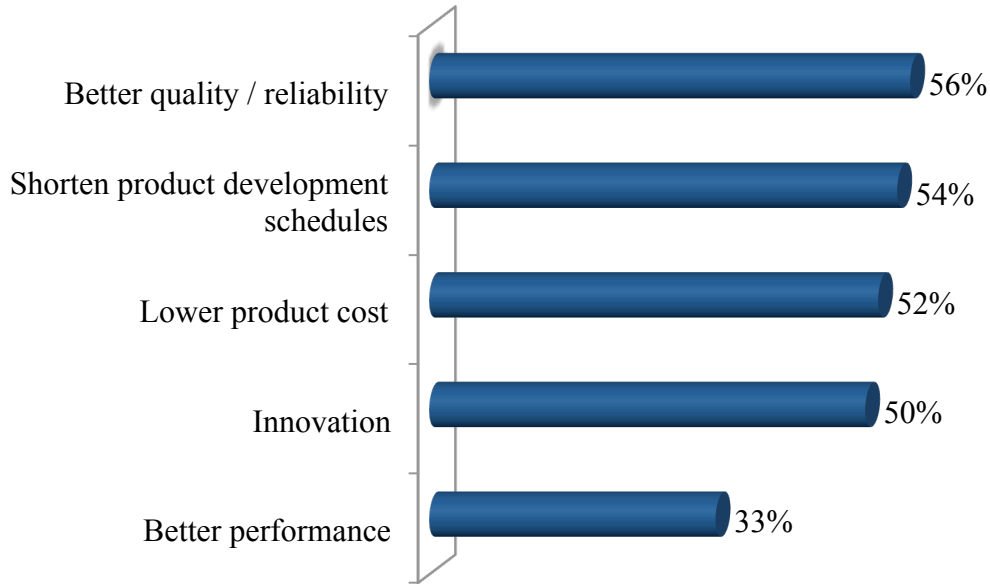 Better quality / reliability
56%
Shorten product development
schedules
54%
Lower product cost
52%
Innovation
50%
Better performance
33%